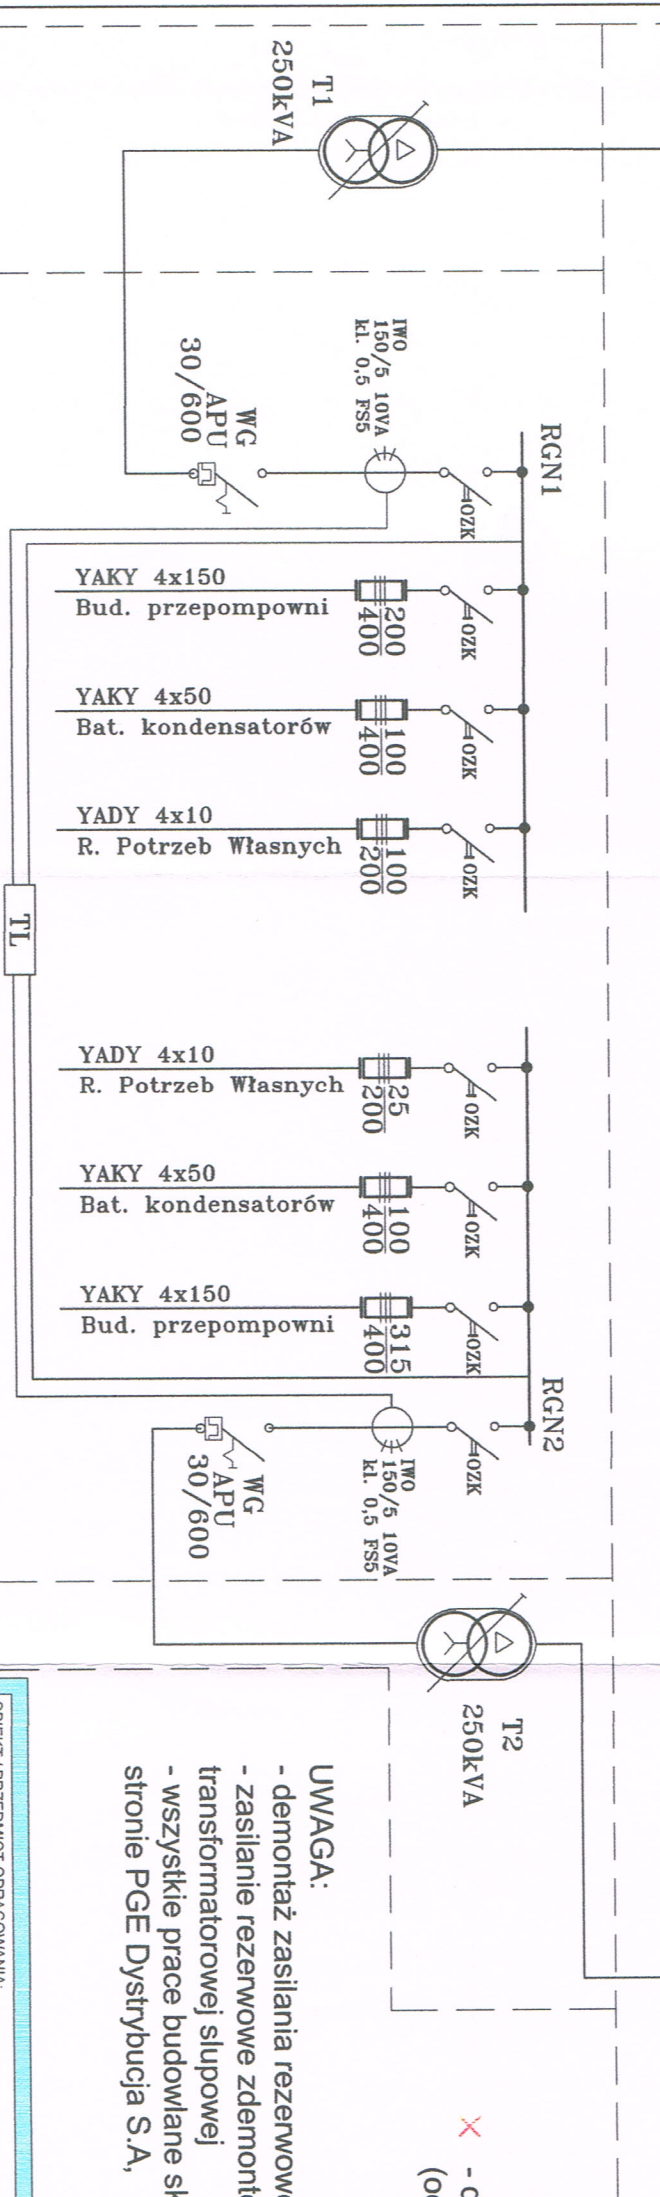 T1
250kVA
WG
APU
30/600
IWO
150/5 10VA
kl. 0,5 FS5
RGN1
OZK
YAKY 4x150
Bud. przepompowni
200
400
OZK
YAKY 4x50
Bat. kondensatorów
100
400
OZK
YADY 4x10
R. Potrzeb Własnych
100
200
OZK
TL
YADY 4x10
R. Potrzeb Własnych
25
200
OZK
YAKY 4x50
Bat. kondensatorów
100
400
OZK
YAKY 4x150
Bud. przepompowni
315
400
OZK
RGN2
OZK
IWO
150/5 10VA
kl. 0,5 FS5
WG
APU
30/600
T2
250kVA
UWAGA:
- demontaż zasilania rezerwowe
- zasilanie rezerwowe zdemonto
transformatorowej słupowej
- wszystkie prace budowlane
stronie PGE Dystrybucja S.A,